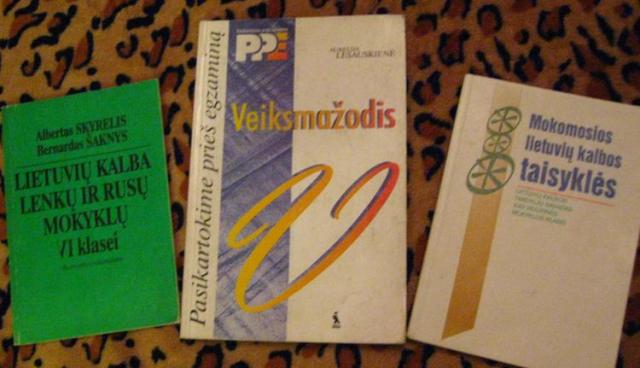 Albertas SKYRELIS
Bernardas ŠAKNYS
LIETUVIŲ KALBA
LENKŲ IR RUSŲ
MOKYKLŲ
VI klasei
Pasikartokime prieš egzaminą
PPE
LESAUSKIENĖ
Veiksmažodis
V
Mokomosios
lietuvių kalbos
taisyklės